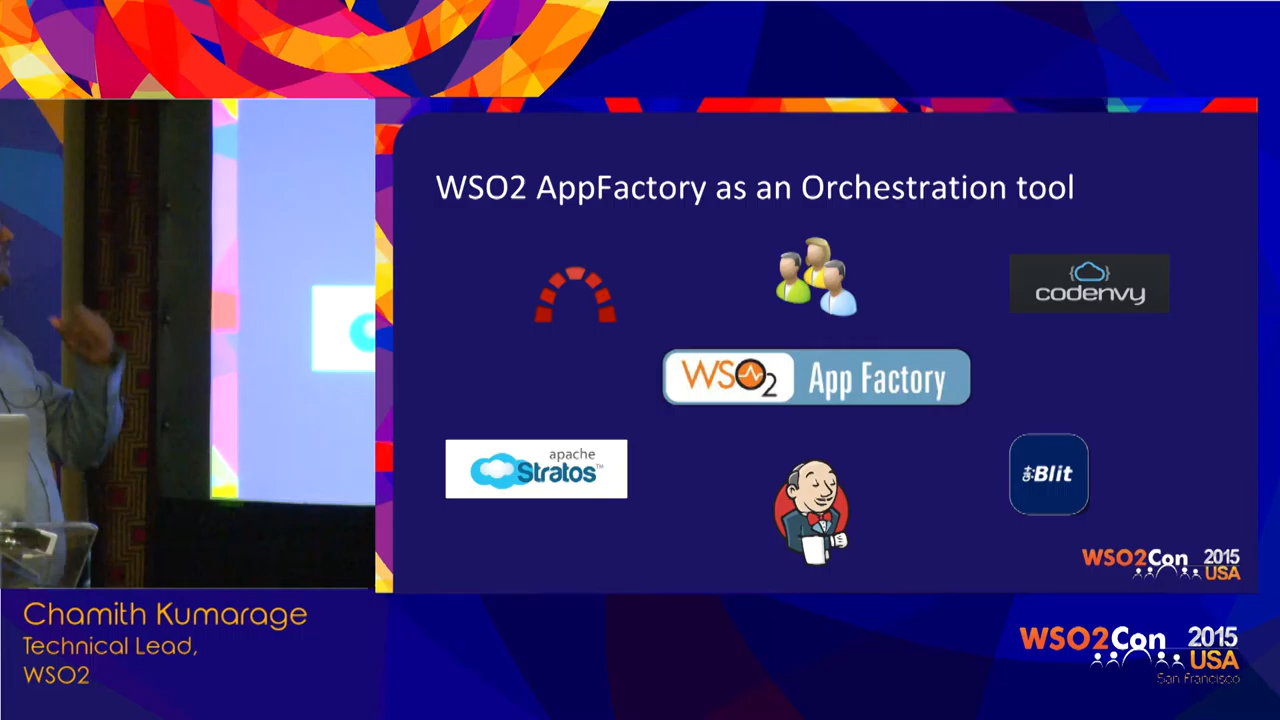 WSO2 AppFactory as an Orchestration tool
codenvy
WSO2 App Factory
apache
Stratos™
Blit
WSO2Con 2015
USA
Chamith Kumarage
Technical Lead,
WSO2
WSO2Con 2015
USA
San Francisco